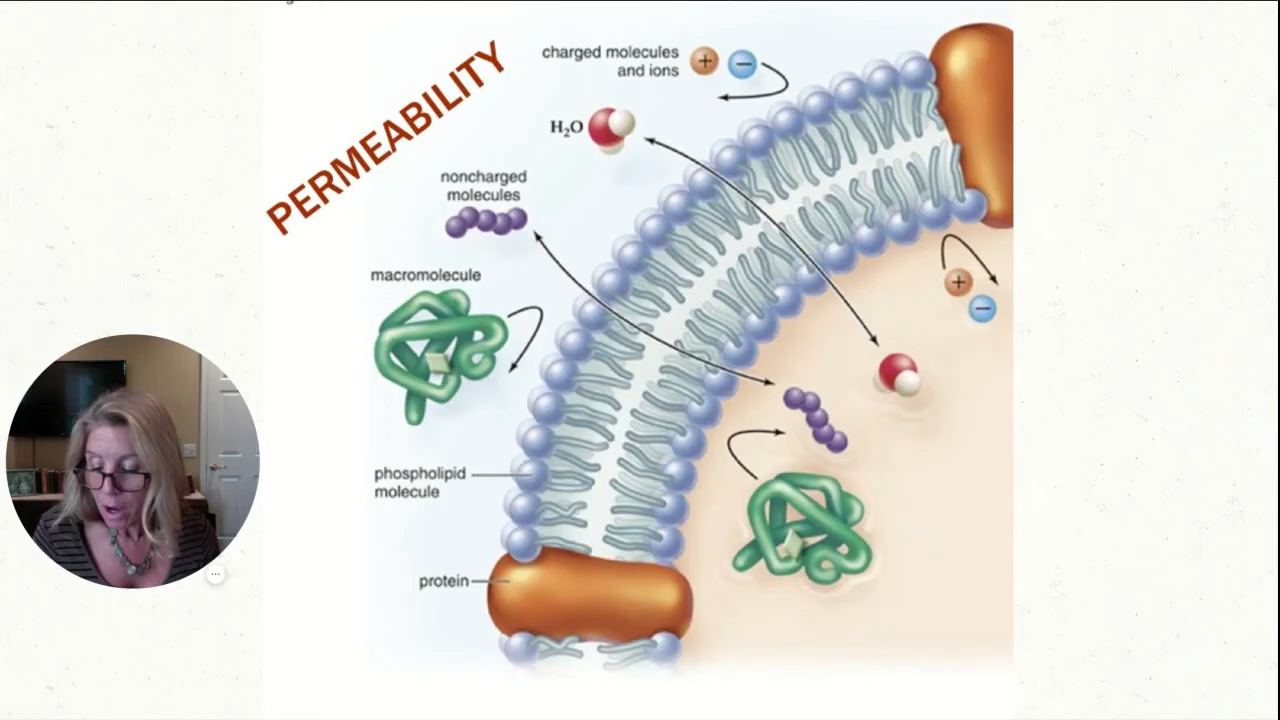 PERMEABILITY
charged molecules
and ions
+
−
H₂O
noncharged
molecules
macromolecule
+
−
phospholipid
molecule
protein
...